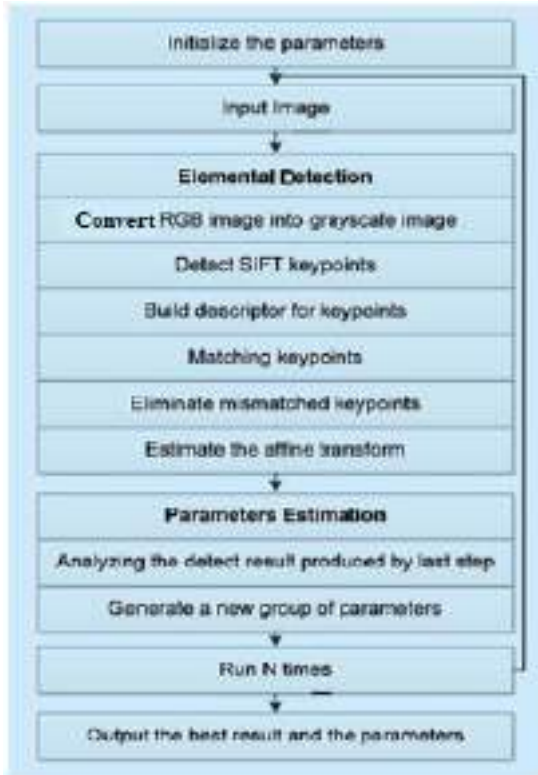 Initialize the parameters
Input Image
Elemental Detection
Convert RGB image into grayscale image
Detect SIFT keypoints
Build descriptor for keypoints
Matching keypoints
Eliminate mismatched keypoints
Estimate the affine transform
Parameters Estimation
Analyzing the detect result produced by last step
Generate a new group of parameters
Run N times
Output the best result and the parameters